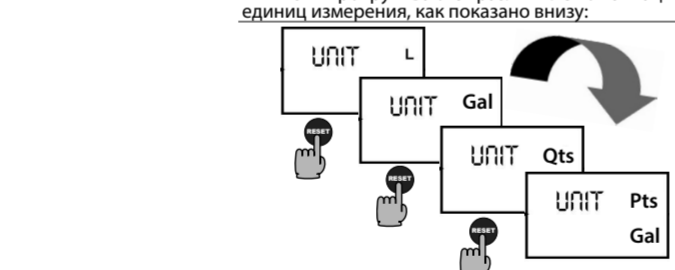 единиц измерения, как показано внизу:
UNIT L
RESET
UNIT Gal
RESET
UNIT Qts
RESET
UNIT Pts
Gal